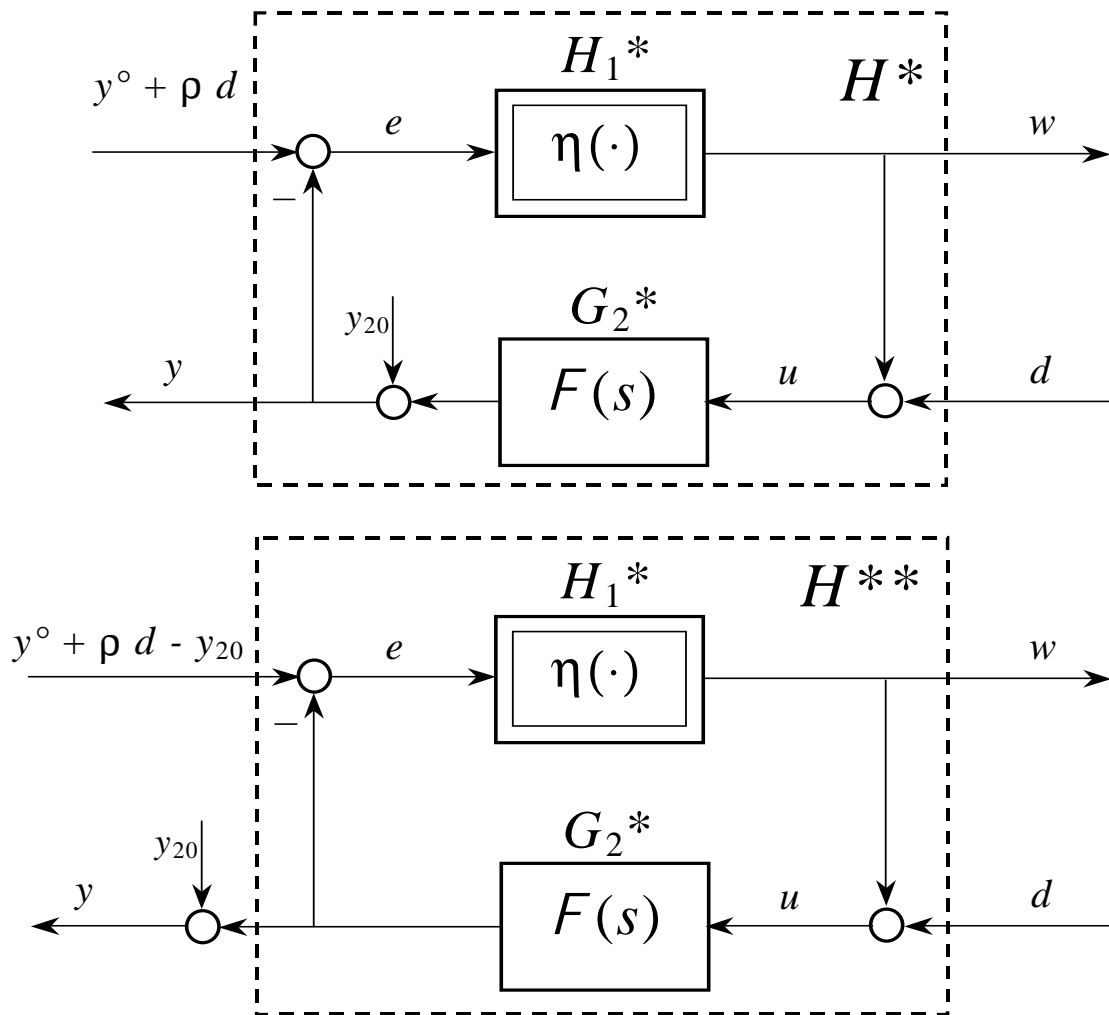 H₁*
H*
y° + ρ d
e
η(·)
w
–
G₂*
y₂₀
y
F(s)
u
d
H₁*
H**
y° + ρ d - y₂₀
e
η(·)
w
–
G₂*
y₂₀
y
F(s)
u
d